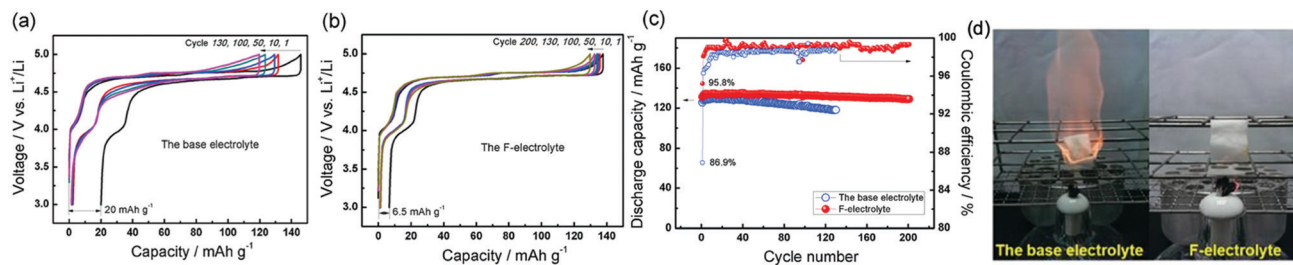 (a)
Cycle 130, 100, 50, 10, 1
5.0
4.5
4.0
3.5
3.0
Voltage / V vs. Li⁺/Li
The base electrolyte
20 mAh g⁻¹
0 20 40 60 80 100 120 140
Capacity / mAh g⁻¹
(b)
Cycle 200, 130, 100, 50, 10, 1
5.0
4.5
4.0
3.5
3.0
Voltage / V vs. Li⁺/Li
The F-electrolyte
6.5 mAh g⁻¹
0 20 40 60 80 100 120 140
Capacity / mAh g⁻¹
(c)
Discharge capacity / mAh g⁻¹
160
120
80
40
0
95.8%
86.9%
The base electrolyte
F-electrolyte
100
98
96
94
92
88
84
80
Coulombic efficiency / %
0 40 80 120 160 200
Cycle number
(d)
The base electrolyte
F-electrolyte